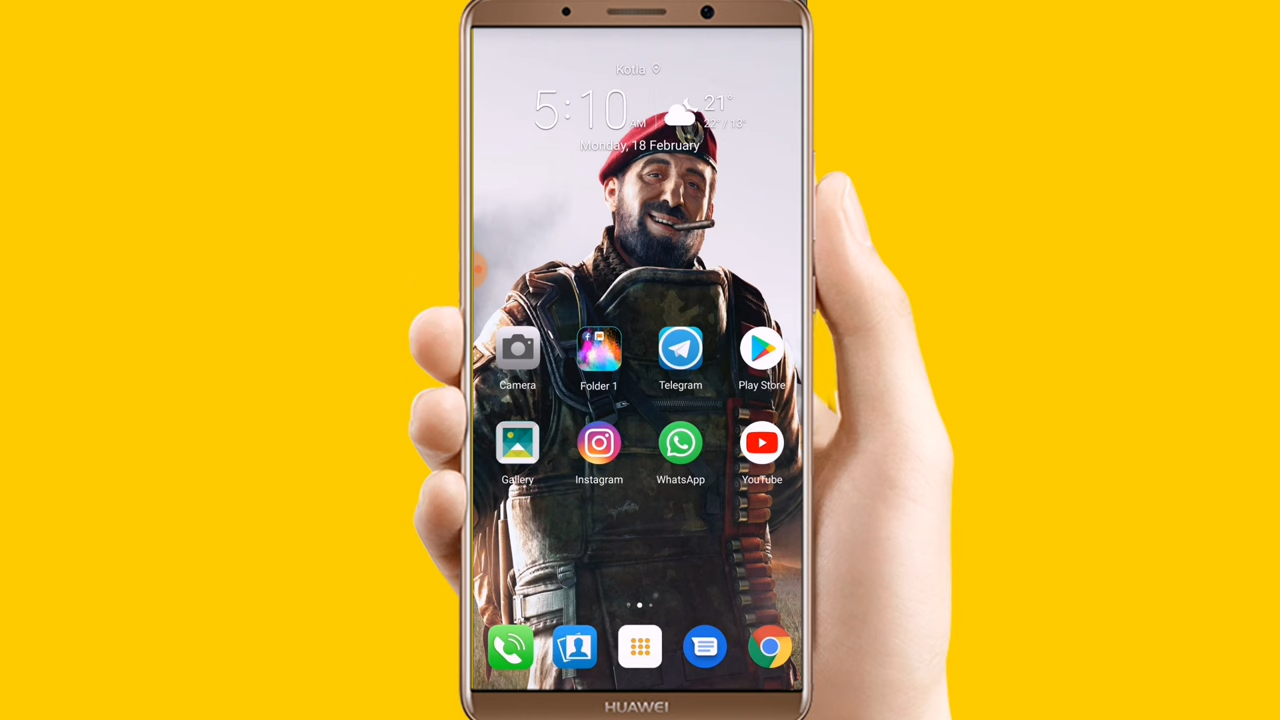 Kotla
5:10 AM 21°
22° / 13°
Monday, 18 February
Camera Folder 1 Telegram Play Store
Gallery Instagram WhatsApp YouTube
HUAWEI